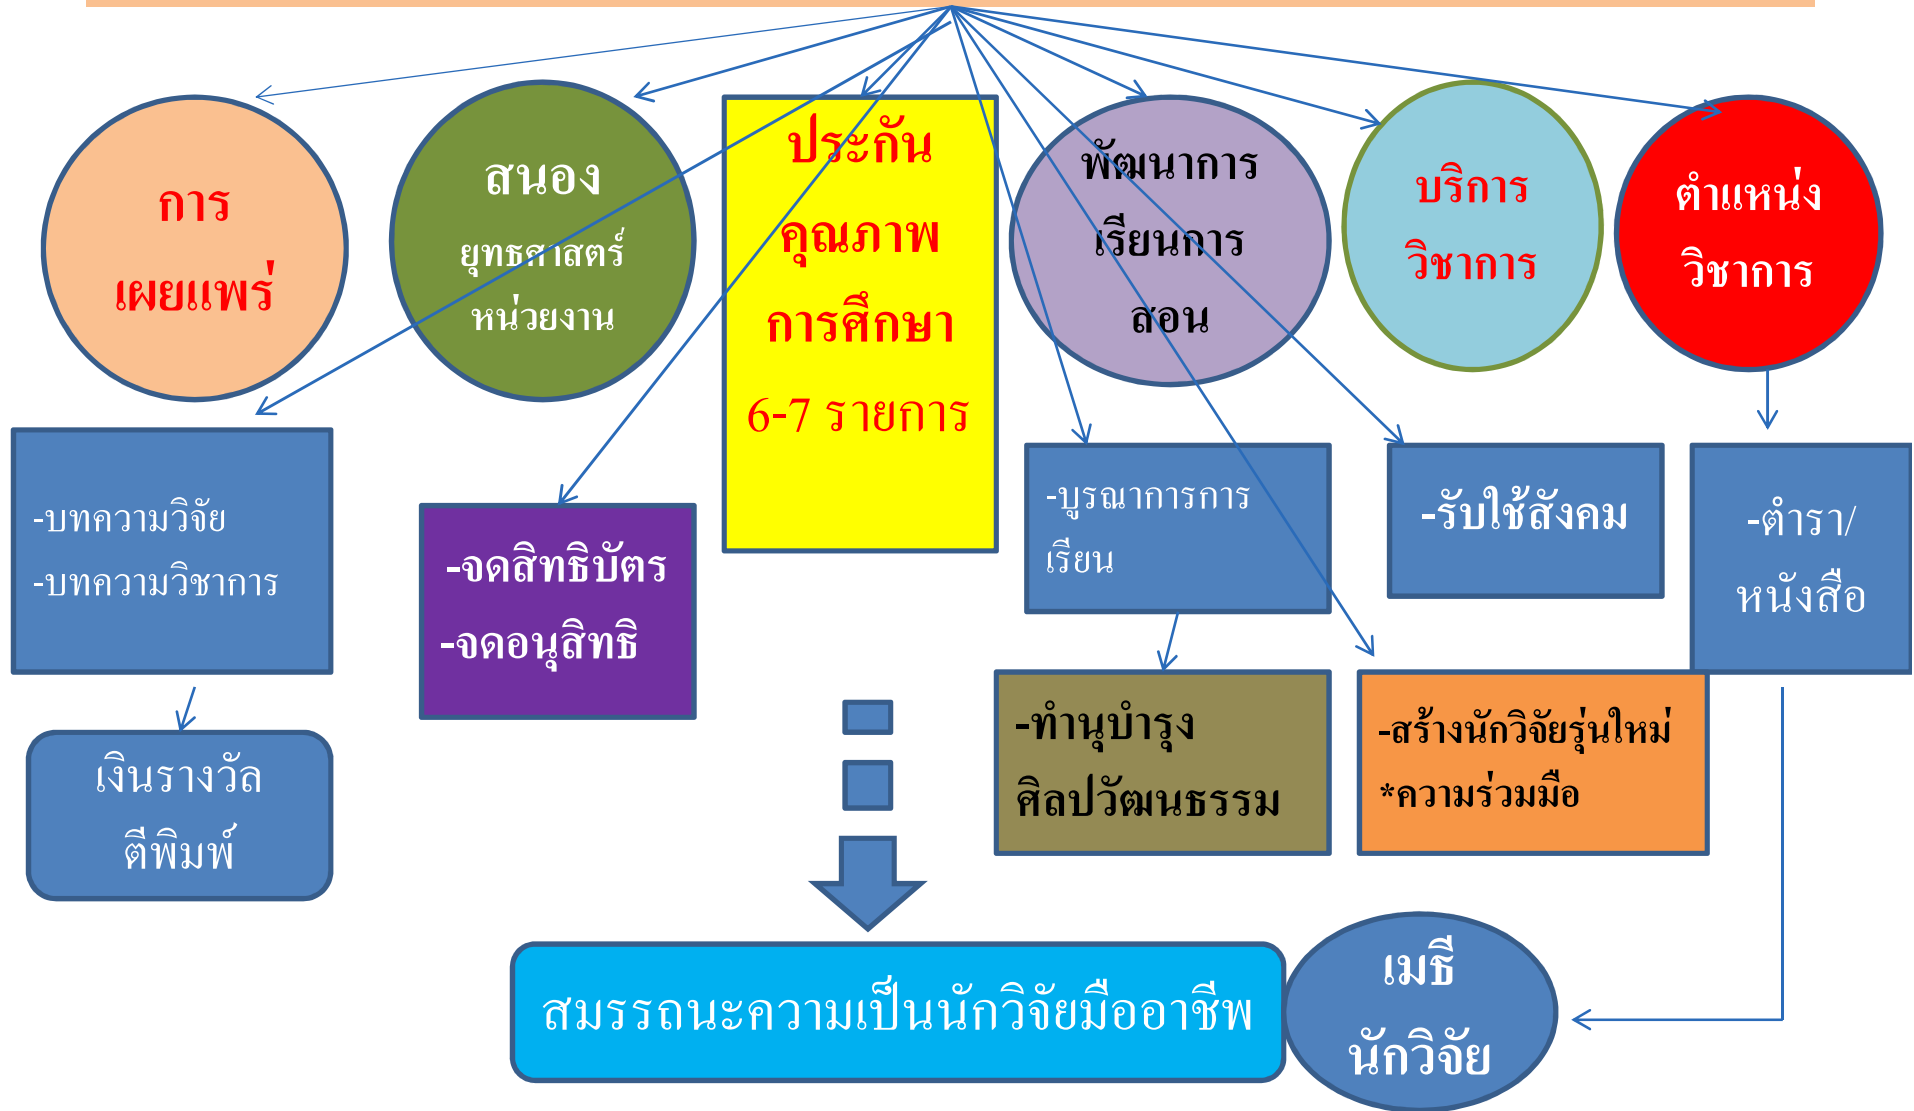 การ
เผยแพร่
สนอง
ยุทธศาสตร์
หน่วยงาน
ประกัน
คุณภาพ
การศึกษา
6-7 รายการ
พัฒนาการ
เรียนการ
สอน
บริการ
วิชาการ
ตำแหน่ง
วิชาการ
-บทความวิจัย
-บทความวิชาการ
-จดสิทธิบัตร
-จดอนุสิทธิ
-บูรณาการการ
เรียน
-รับใช้สังคม
-ตำรา/
หนังสือ
เงินรางวัล
ตีพิมพ์
-ทำนุบำรุง
ศิลปวัฒนธรรม
-สร้างนักวิจัยรุ่นใหม่
*ความร่วมมือ
สมรรถนะความเป็นนักวิจัยมืออาชีพ
เมธี
นักวิจัย